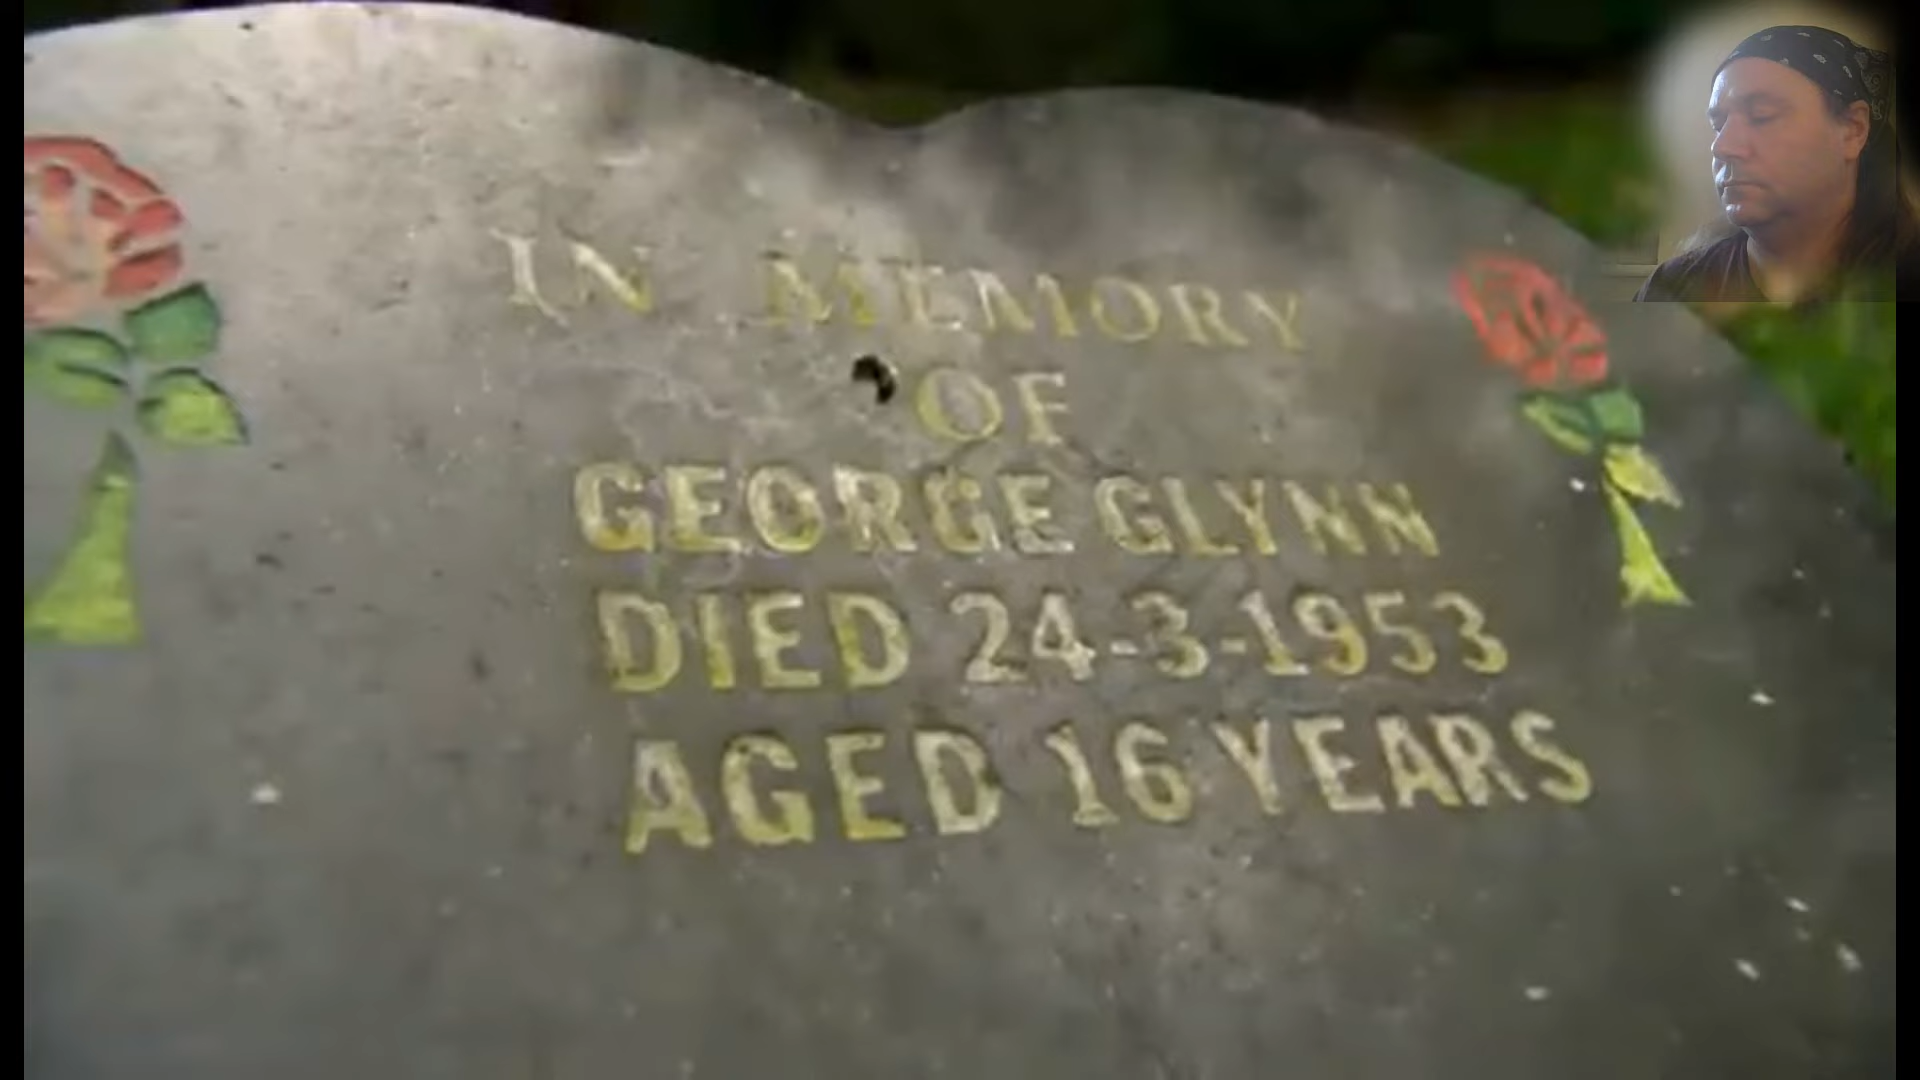 IN MEMORY
OF
GEORGE GLYNN
DIED 24-3-1953
AGED 16 YEARS